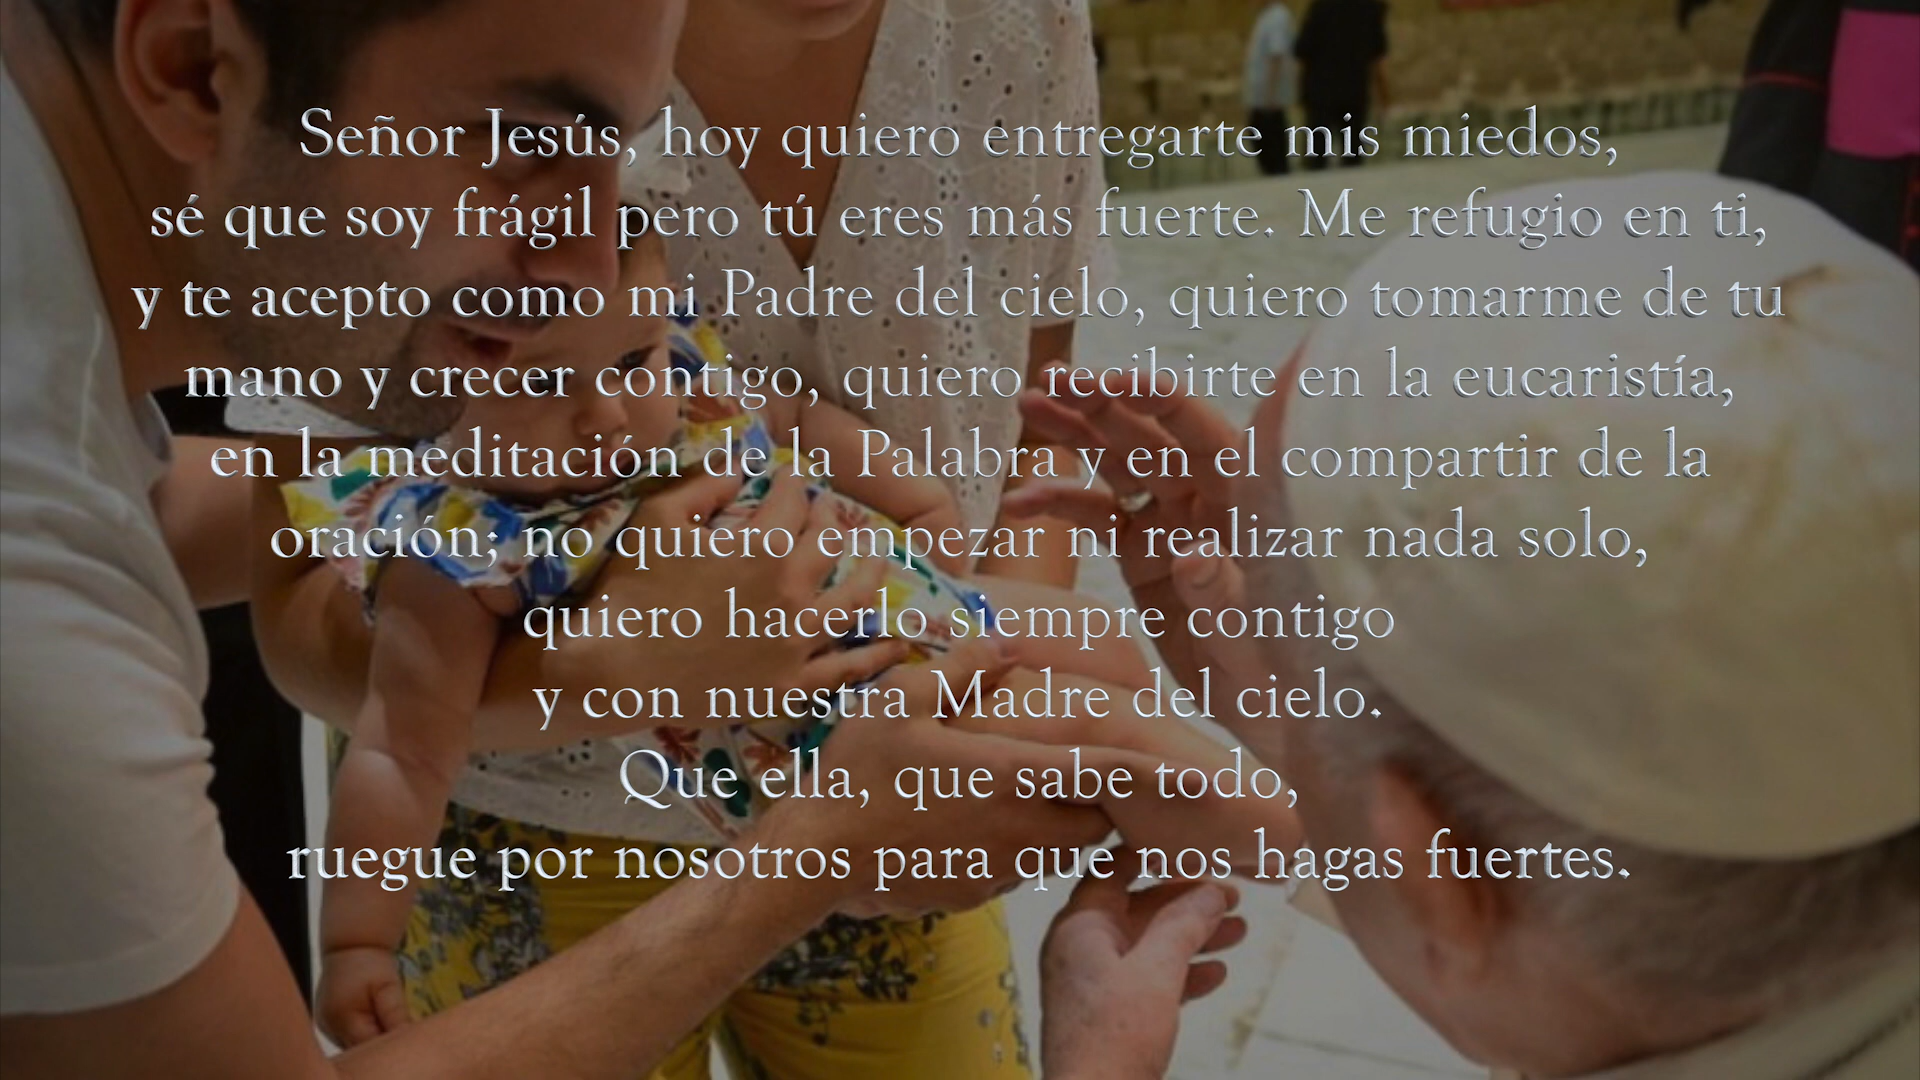 Señor Jesús, hoy quiero entregarte mis miedos,
sé que soy frágil pero tú eres más fuerte. Me refugio en ti,
y te acepto como mi Padre del cielo, quiero tomarme de tu
mano y crecer contigo, quiero recibirte en la eucaristía,
en la meditación de la Palabra y en el compartir de la
oración; no quiero empezar ni realizar nada solo,
quiero hacerlo siempre contigo
y con nuestra Madre del cielo.
Que ella, que sabe todo,
ruegue por nosotros para que nos hagas fuertes.